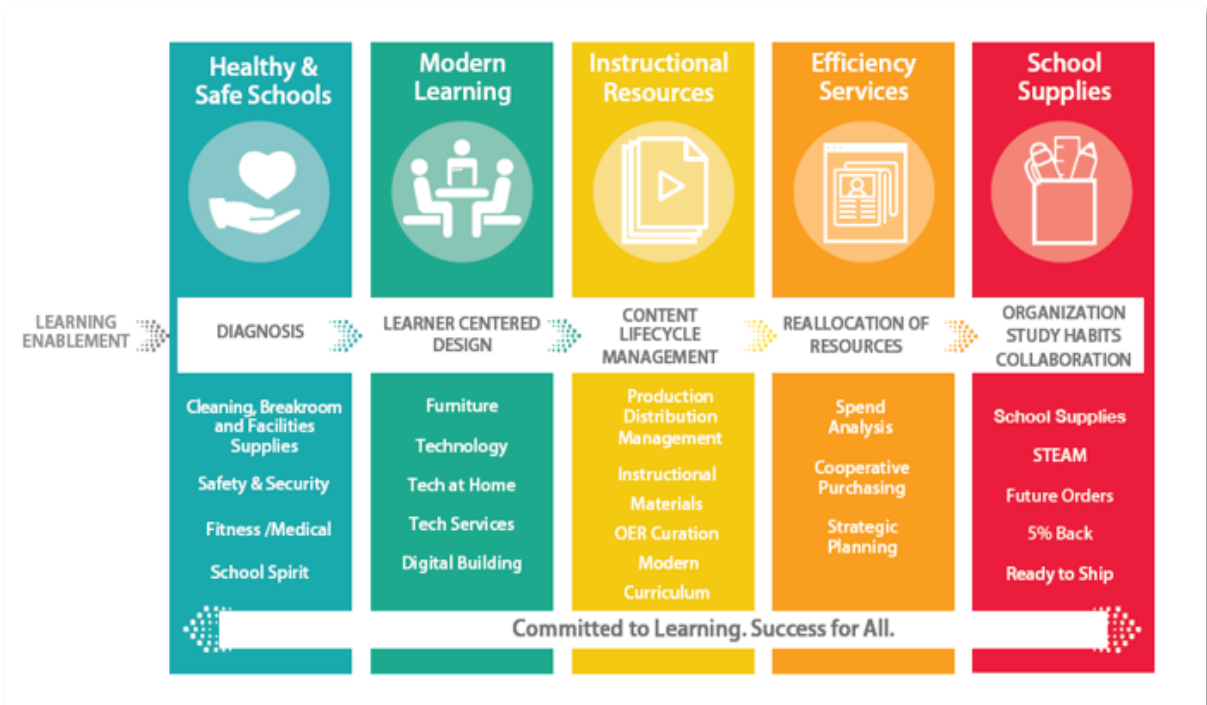 Healthy &
Safe Schools
Modern
Learning
Instructional
Resources
Efficiency
Services
School
Supplies
LEARNING
ENABLEMENT
DIAGNOSIS
LEARNER CENTERED
DESIGN
CONTENT
LIFECYCLE
MANAGEMENT
REALLOCATION OF
RESOURCES
ORGANIZATION
STUDY HABITS
COLLABORATION
Cleaning, Breakroom
and Facilities
Supplies
Safety & Security
Fitness /Medical
School Spirit
Furniture
Technology
Tech at Home
Tech Services
Digital Building
Production
Distribution
Management
Instructional
Materials
OER Curation
Modern
Curriculum
Spend
Analysis
Cooperative
Purchasing
Strategic
Planning
School Supplies
STEAM
Future Orders
5% Back
Ready to Ship
Committed to Learning. Success for All.